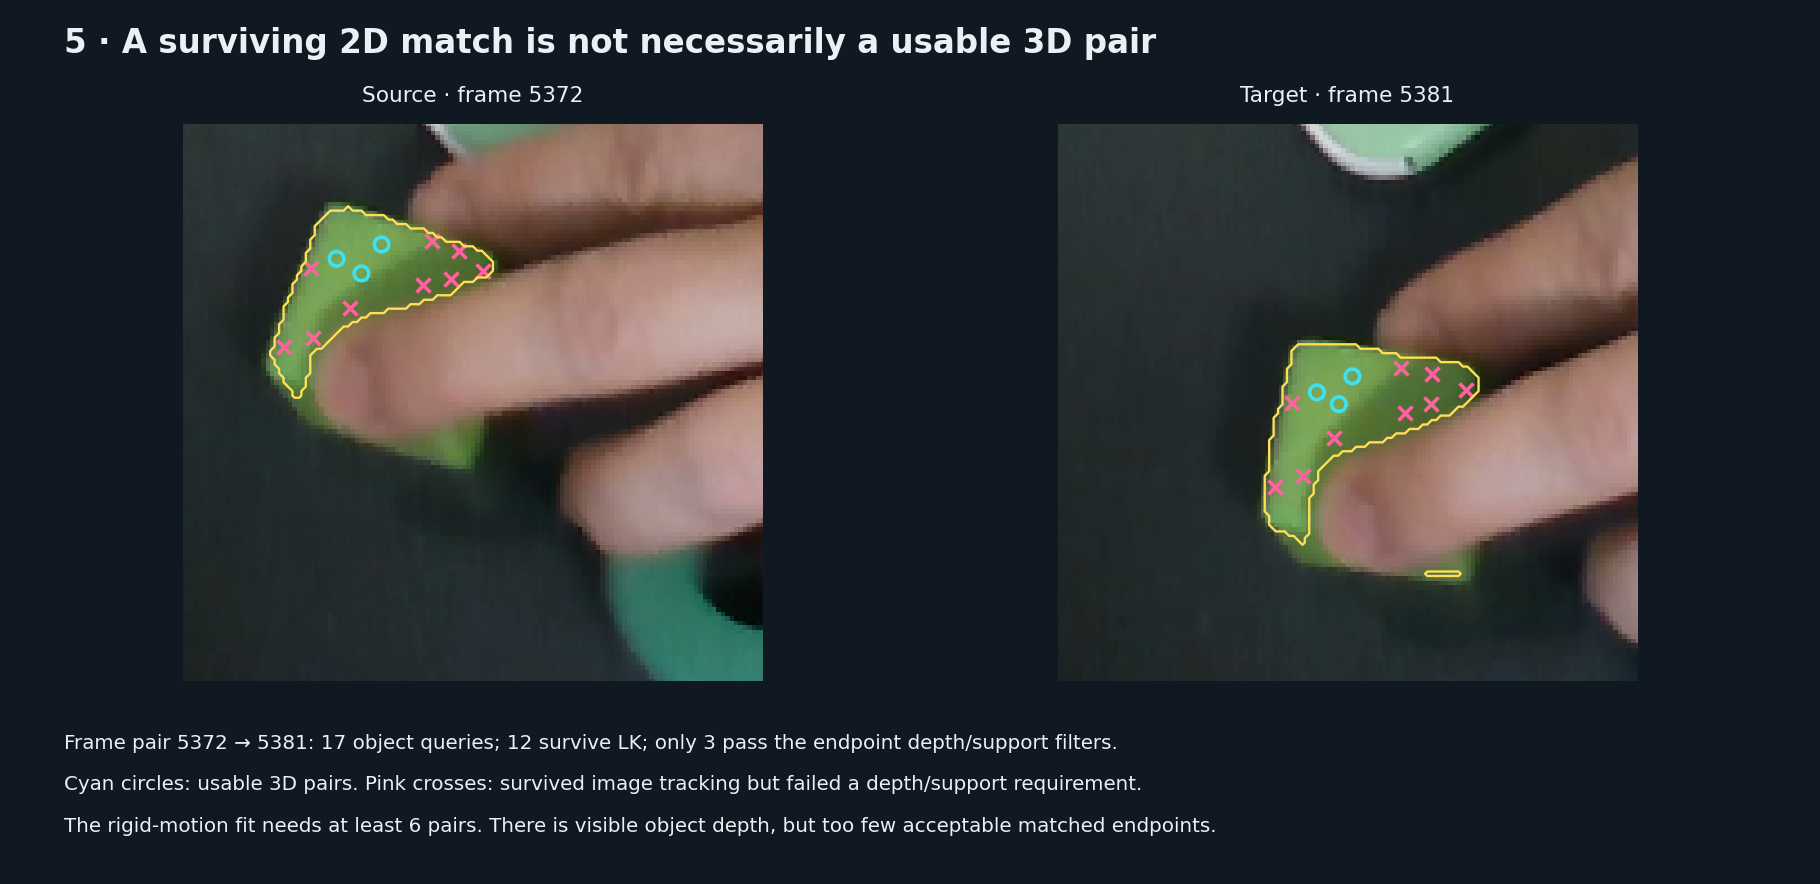 5 · A surviving 2D match is not necessarily a usable 3D pair
Source · frame 5372
Target · frame 5381
Frame pair 5372 → 5381: 17 object queries; 12 survive LK; only 3 pass the endpoint depth/support filters.
Cyan circles: usable 3D pairs. Pink crosses: survived image tracking but failed a depth/support requirement.
The rigid-motion fit needs at least 6 pairs. There is visible object depth, but too few acceptable matched endpoints.